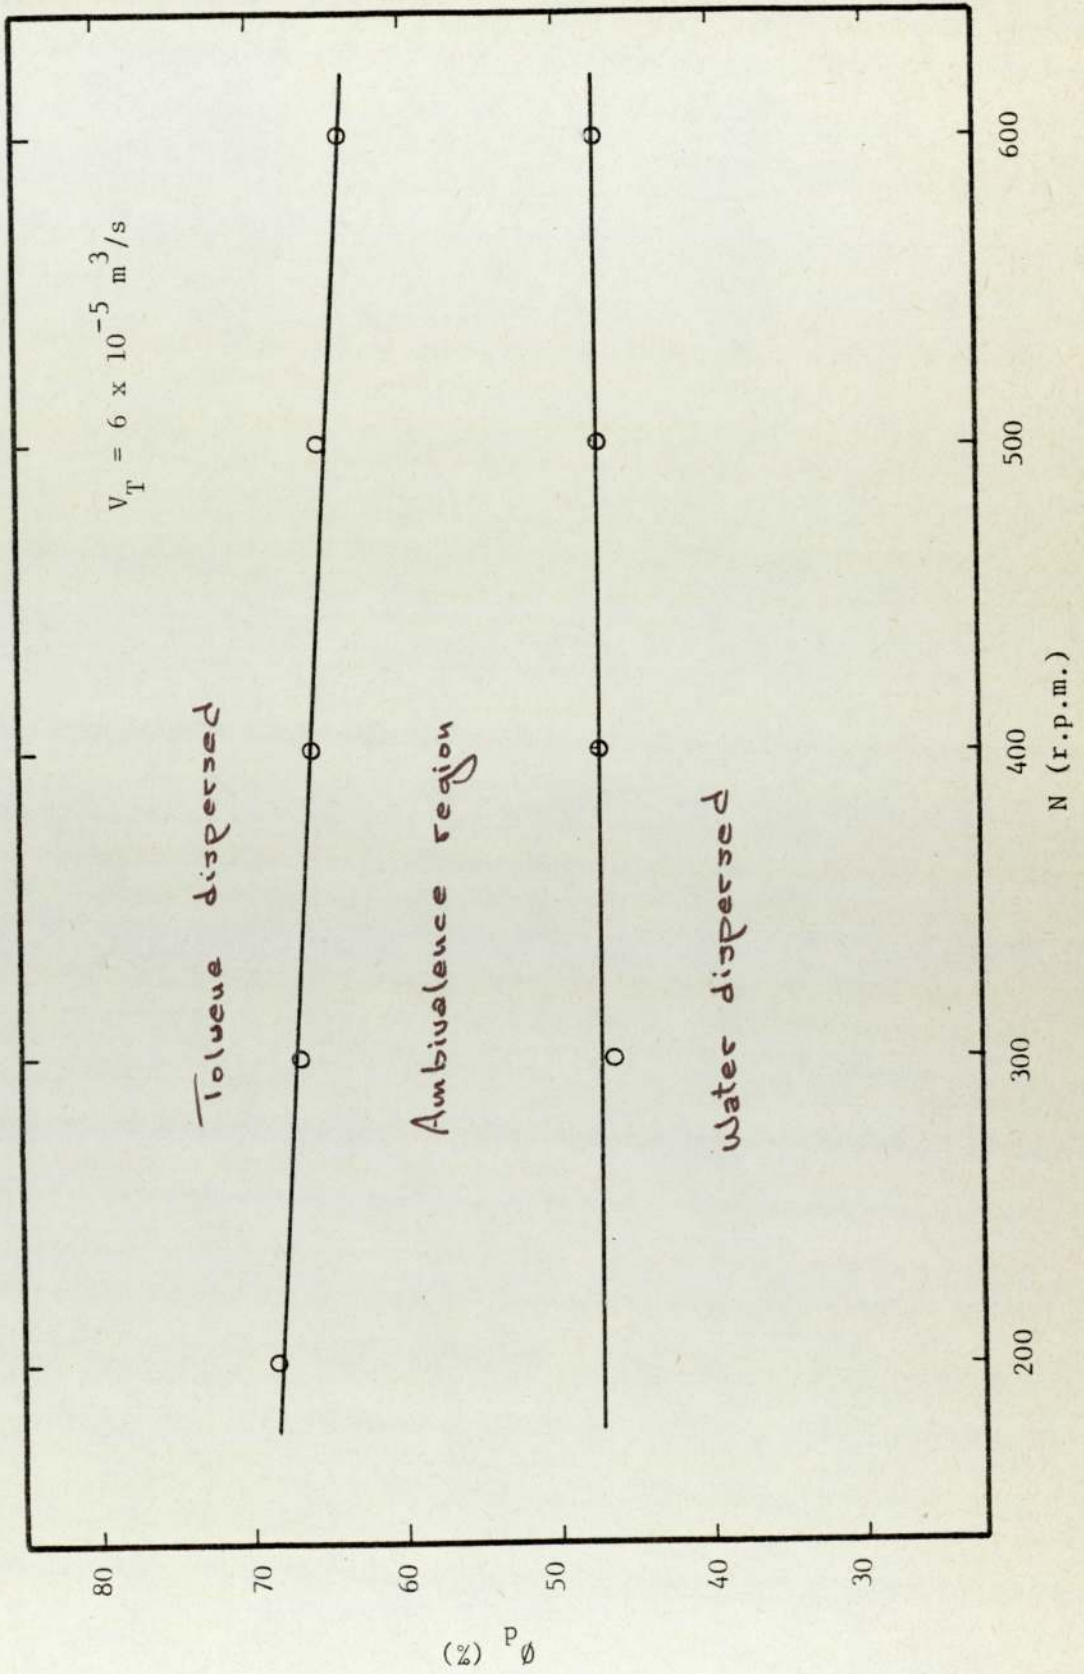 V_T = 6 x 10^-5 m^3/s
Toluene dispersed
Ambivalence region
Water dispersed
Ø_d (%)
80
70
60
50
40
30
200
300
400
500
600
N (r.p.m.)